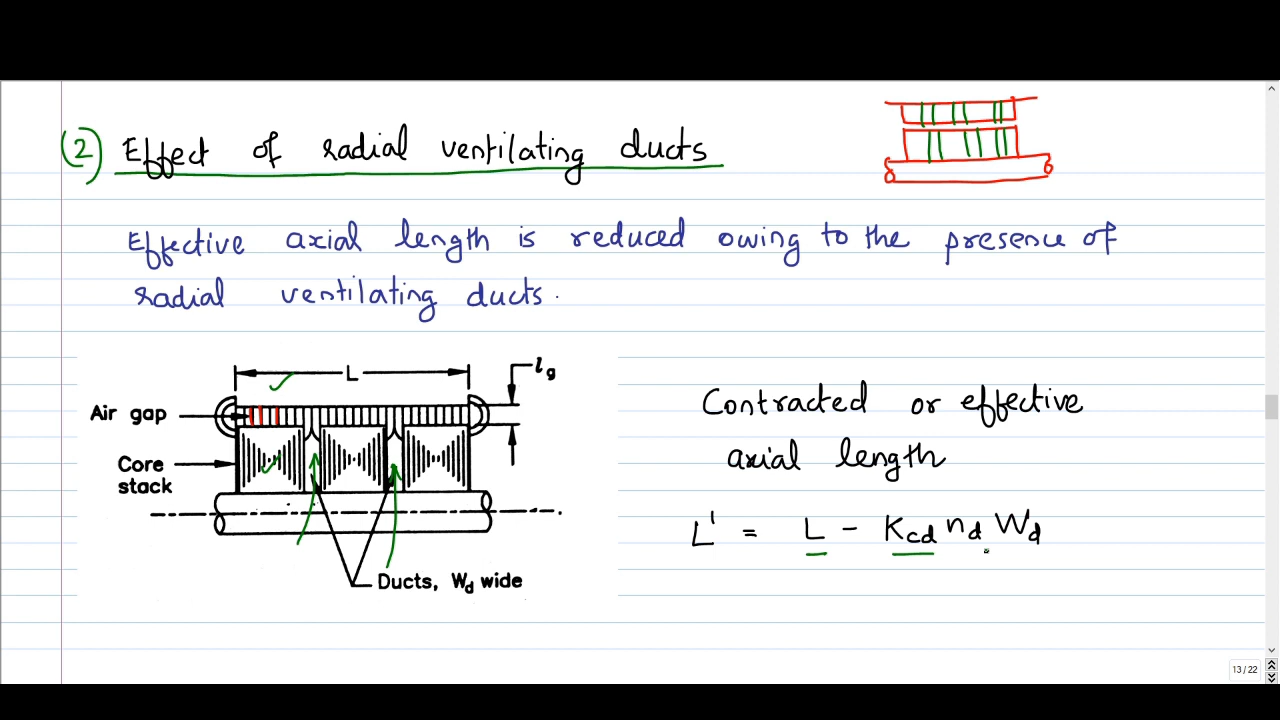 (2) Effect of radial ventilating ducts
Effective axial length is reduced owing to the presence of
radial ventilating ducts.
L
lg
Air gap
Core
stack
Ducts, Wd wide
Contracted or effective
axial length
L' = L - Kcd nd Wd
13 / 22